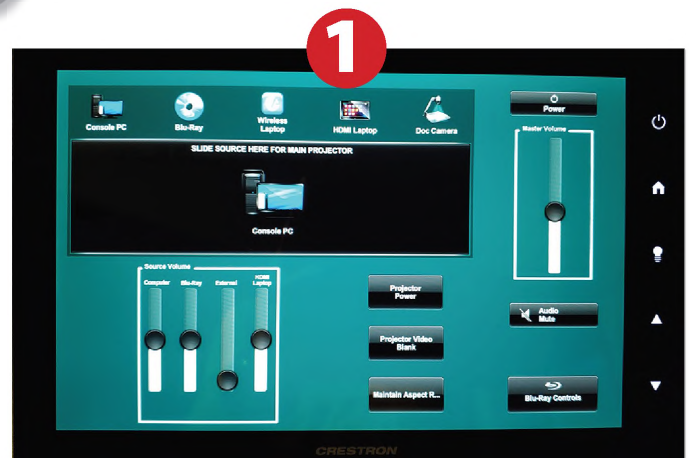 1
Power
Console PC
Blu-Ray
Wireless
Laptop
HDMI Laptop
Doc Camera
Master Volume
SLIDE SOURCE HERE FOR MAIN PROJECTOR
Console PC
Source Volume
Computer
Blu-Ray
External
HDMI
Laptop
Projector
Power
Audio
Mute
Projector Video
Blank
Maintain Aspect R...
Blu-Ray Controls
CRESTRON